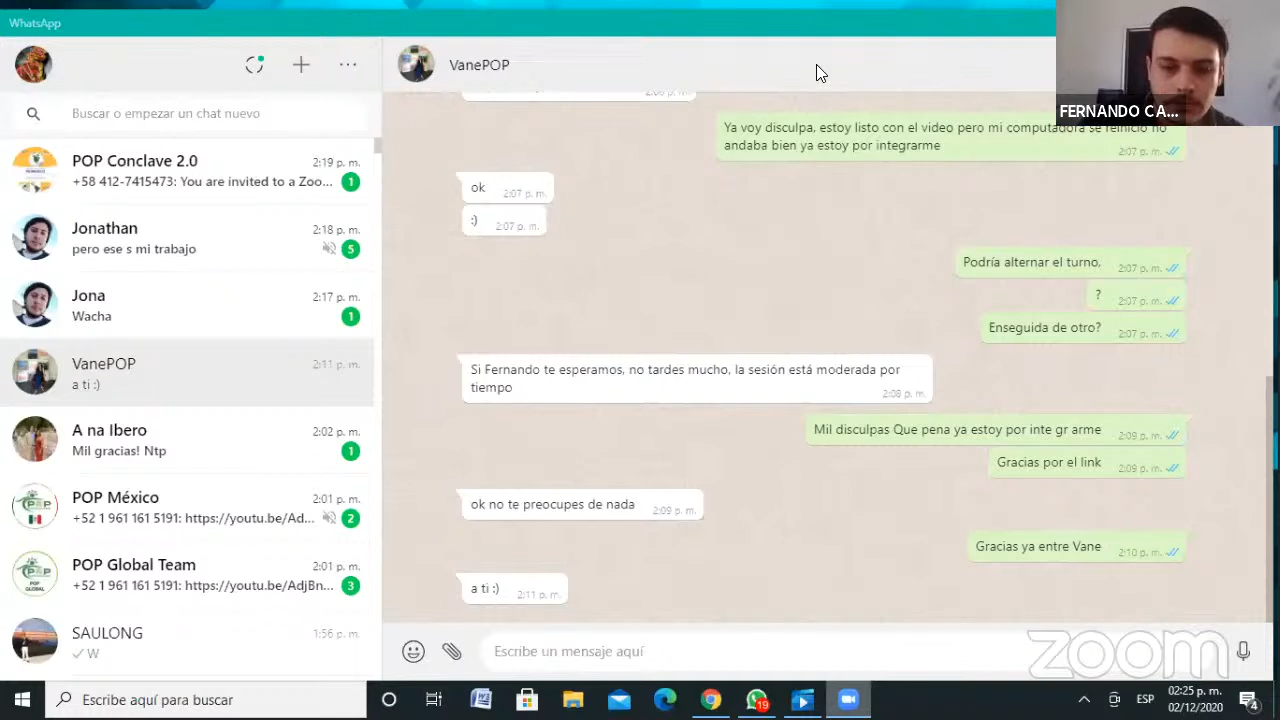 WhatsApp
FERNANDO CA...
VanePOP
Buscar o empezar un chat nuevo
POP Conclave 2.0
2:19 p. m.
+58 412-7415473: You are invited to a Zoo...
1
Jonathan
2:18 p. m.
pero ese s mi trabajo
5
Jona
2:17 p. m.
Wacha
1
VanePOP
2:11 p. m.
a ti :)
A na Ibero
2:02 p. m.
Mil gracias! Ntp
1
POP México
2:01 p. m.
+52 1 961 161 5191: https://youtu.be/Ad...
2
POP Global Team
2:01 p. m.
+52 1 961 161 5191: https://youtu.be/AdjBn...
3
SAULONG
1:56 p. m.
W
Ya voy disculpa, estoy listo con el video pero mi computadora se reinicio no
andaba bien ya estoy por integrarme
2:07 p. m.
ok
2:07 p. m.
:)
2:07 p. m.
Podría alternar el turno,
2:07 p. m.
?
2:07 p. m.
Enseguida de otro?
2:07 p. m.
Si Fernando te esperamos, no tardes mucho, la sesión está moderada por
tiempo
2:08 p. m.
Mil disculpas Que pena ya estoy por inte gr arme
2:09 p. m.
Gracias por el link
2:09 p. m.
ok no te preocupes de nada
2:09 p. m.
Gracias ya entre Vane
2:10 p. m.
a ti :)
2:11 p. m.
Escribe un mensaje aquí
zoom
Escribe aquí para buscar
19
ESP
02:25 p. m.
02/12/2020
4